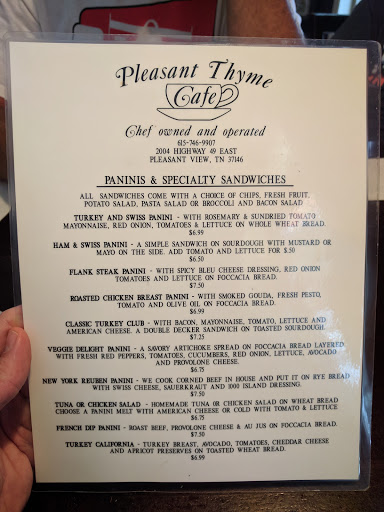 Pleasant Thyme
Cafe
Chef owned and operated
615-746-9907
2004 HIGHWAY 49 EAST
PLEASANT VIEW, TN 37146
PANINIS & SPECIALTY SANDWICHES
ALL SANDWICHES COME WITH A CHOICE OF CHIPS, FRESH FRUIT,
POTATO SALAD, PASTA SALAD OR BROCCOLI AND BACON SALAD
TURKEY AND SWISS PANINI - WITH ROSEMARY & SUNDRIED TOMATO
MAYONNAISE, RED ONION, TOMATOES & LETTUCE ON WHOLE WHEAT BREAD.
$6.99
HAM & SWISS PANINI - A SIMPLE SANDWICH ON SOURDOUGH WITH MUSTARD OR
MAYO ON THE SIDE. ADD TOMATO AND LETTUCE FOR $.50
$6.50
FLANK STEAK PANINI - WITH SPICY BLEU CHEESE DRESSING, RED ONION
TOMATOES AND LETTUCE ON FOCCACIA BREAD.
$7.50
ROASTED CHICKEN BREAST PANINI - WITH SMOKED GOUDA, FRESH PESTO,
TOMATO AND OLIVE OIL ON FOCCACIA BREAD.
$6.99
CLASSIC TURKEY CLUB - WITH BACON, MAYONNAISE, TOMATO, LETTUCE AND
AMERICAN CHEESE. A DOUBLE DECKER SANDWICH ON TOASTED SOURDOUGH.
$7.25
VEGGIE DELIGHT PANINI - A SAVORY ARTICHOKE SPREAD ON FOCCACIA BREAD LAYERED
WITH FRESH RED PEPPERS, TOMATOES, CUCUMBERS, RED ONION, LETTUCE, AVOCADO
AND PROVOLONE CHEESE.
$6.75
NEW YORK REUBEN PANINI - WE COOK CORNED BEEF IN HOUSE AND PUT IT ON RYE BREAD
WITH SWISS CHEESE, SAUERKRAUT AND 1000 ISLAND DRESSING.
$7.50
TUNA OR CHICKEN SALAD - HOMEMADE TUNA OR CHICKEN SALAD ON WHEAT BREAD
CHOOSE A PANINI MELT WITH AMERICAN CHEESE OR COLD WITH TOMATO & LETTUCE
$6.75
FRENCH DIP PANINI - ROAST BEEF, PROVOLONE CHEESE & AU JUS ON FOCCACIA BREAD.
$7.50
TURKEY CALIFORNIA - TURKEY BREAST, AVOCADO, TOMATOES, CHEDDAR CHEESE
AND APRICOT PRESERVES ON TOASTED WHEAT BREAD.
$6.99